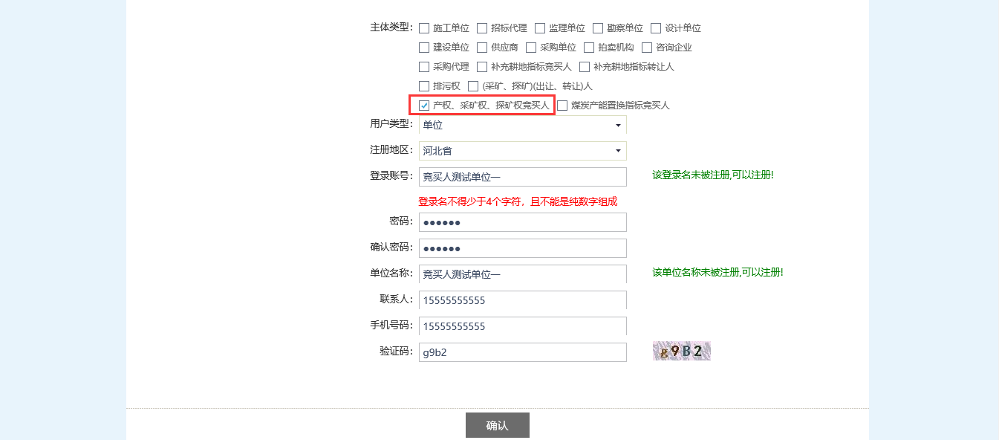 主体类型： 施工单位 招标代理 监理单位 勘察单位 设计单位
建设单位 供应商 采购单位 拍卖机构 咨询企业
采购代理 补充耕地指标竞买人 补充耕地指标转让人
排污权 (采矿、探矿)(出让、转让)人
产权、采矿权、探矿权竞买人 煤炭产能置换指标竞买人
用户类型： 单位
注册地区： 河北省
登录账号： 竞买人测试单位一 该登录名未被注册,可以注册!
登录名不得少于4个字符，且不能是纯数字组成
密码： ●●●●●●
确认密码： ●●●●●●
单位名称： 竞买人测试单位一 该单位名称未被注册,可以注册!
联系人： 15555555555
手机号码： 15555555555
验证码： g9b2 g9B2
确认